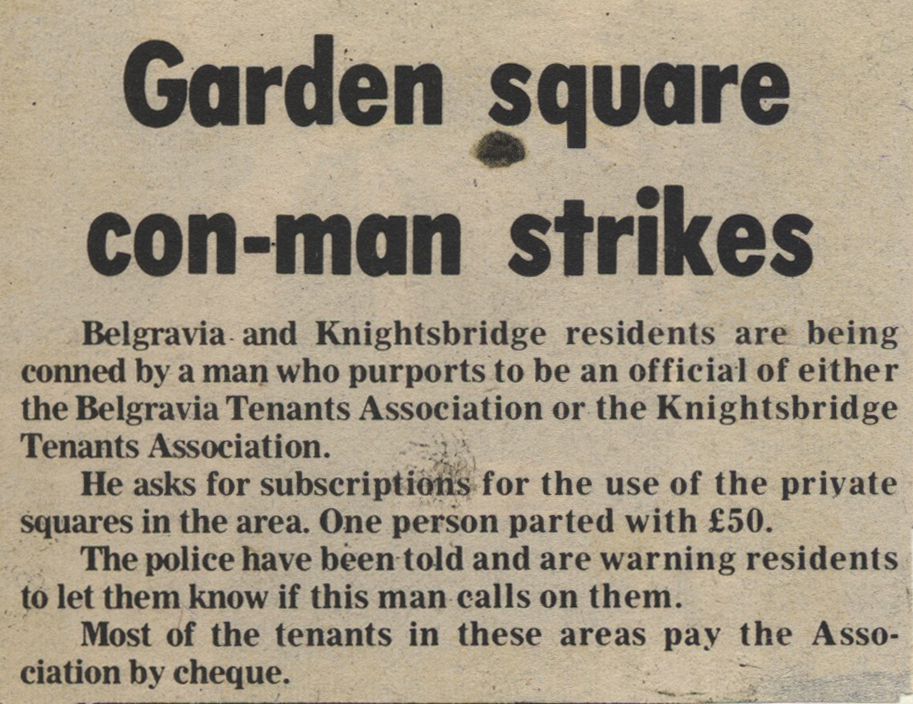 Garden square
con-man strikes
Belgravia and Knightsbridge residents are being
conned by a man who purports to be an official of either
the Belgravia Tenants Association or the Knightsbridge
Tenants Association.
He asks for subscriptions for the use of the private
squares in the area. One person parted with £50.
The police have been told and are warning residents
to let them know if this man calls on them.
Most of the tenants in these areas pay the Asso-
ciation by cheque.